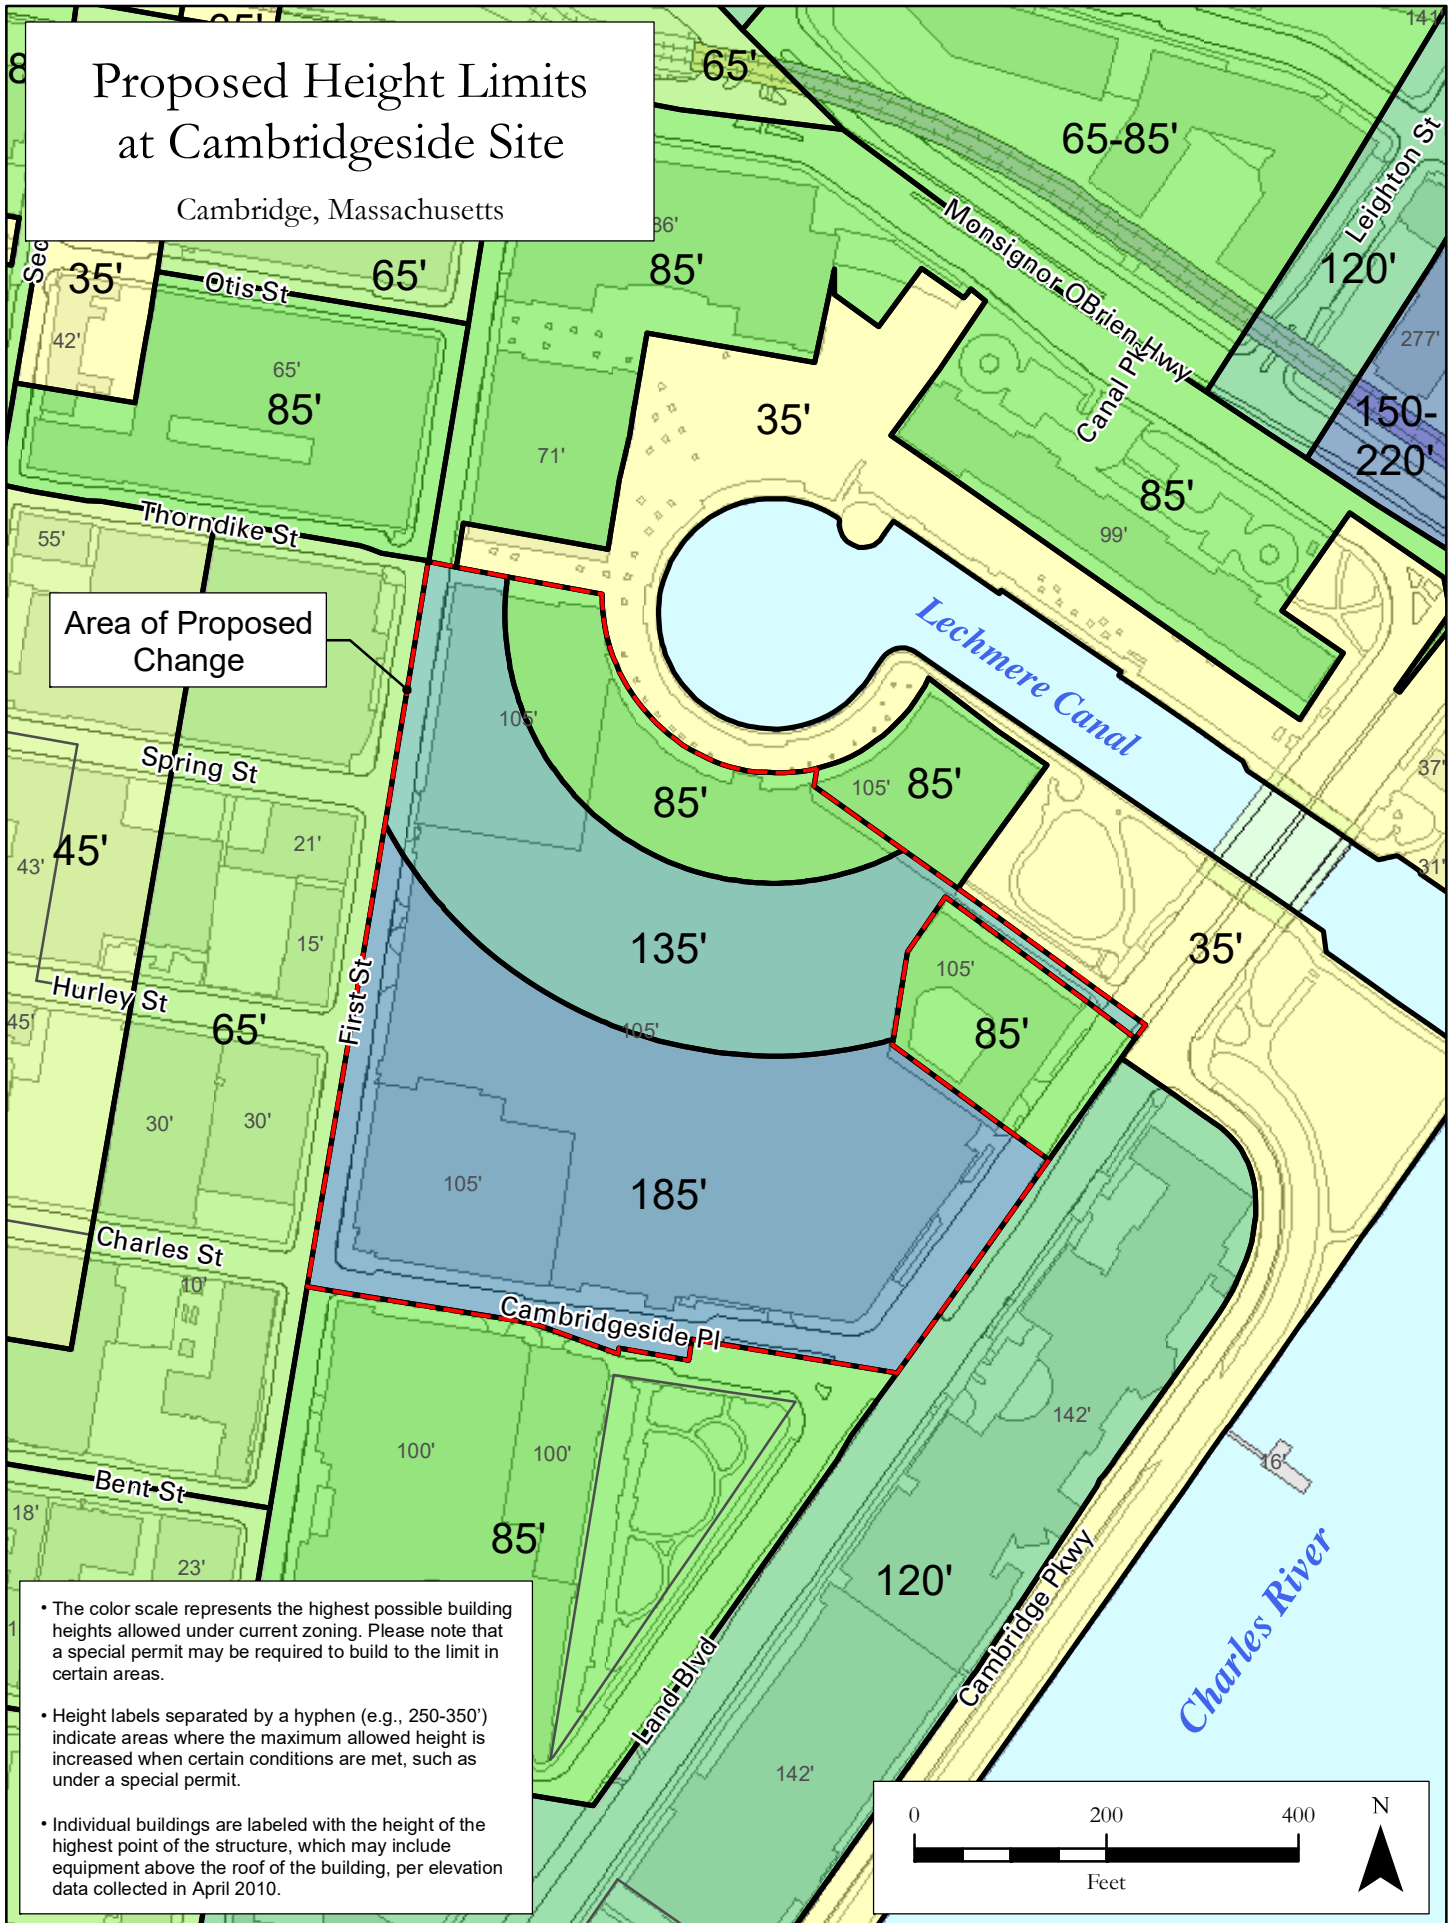 Proposed Height Limits
at Cambridgeside Site
Cambridge, Massachusetts
141'
65'
65-85'
Leighton St
Monsignor OBrien Hwy
Sec
35'
65'
Otis St
85'
120'
42'
65'
85'
277'
150-
220'
35'
Canal Pk
71'
85'
99'
Thorndike St
55'
Area of Proposed
Change
Lechmere Canal
105'
Spring St
85'
105'
85'
37'
45'
43'
21'
31'
15'
135'
35'
105'
Hurley St
First St
45'
65'
105'
85'
30'
30'
105'
185'
Charles St
10'
Cambridgeside Pl
142'
100'
100'
16'
Bent St
18'
23'
85'
120'
Cambridge Pkwy
Charles River
Land Blvd
142'
• The color scale represents the highest possible building
heights allowed under current zoning. Please note that
a special permit may be required to build to the limit in
certain areas.
• Height labels separated by a hyphen (e.g., 250-350')
indicate areas where the maximum allowed height is
increased when certain conditions are met, such as
under a special permit.
• Individual buildings are labeled with the height of the
highest point of the structure, which may include
equipment above the roof of the building, per elevation
data collected in April 2010.
0 200 400
Feet
N